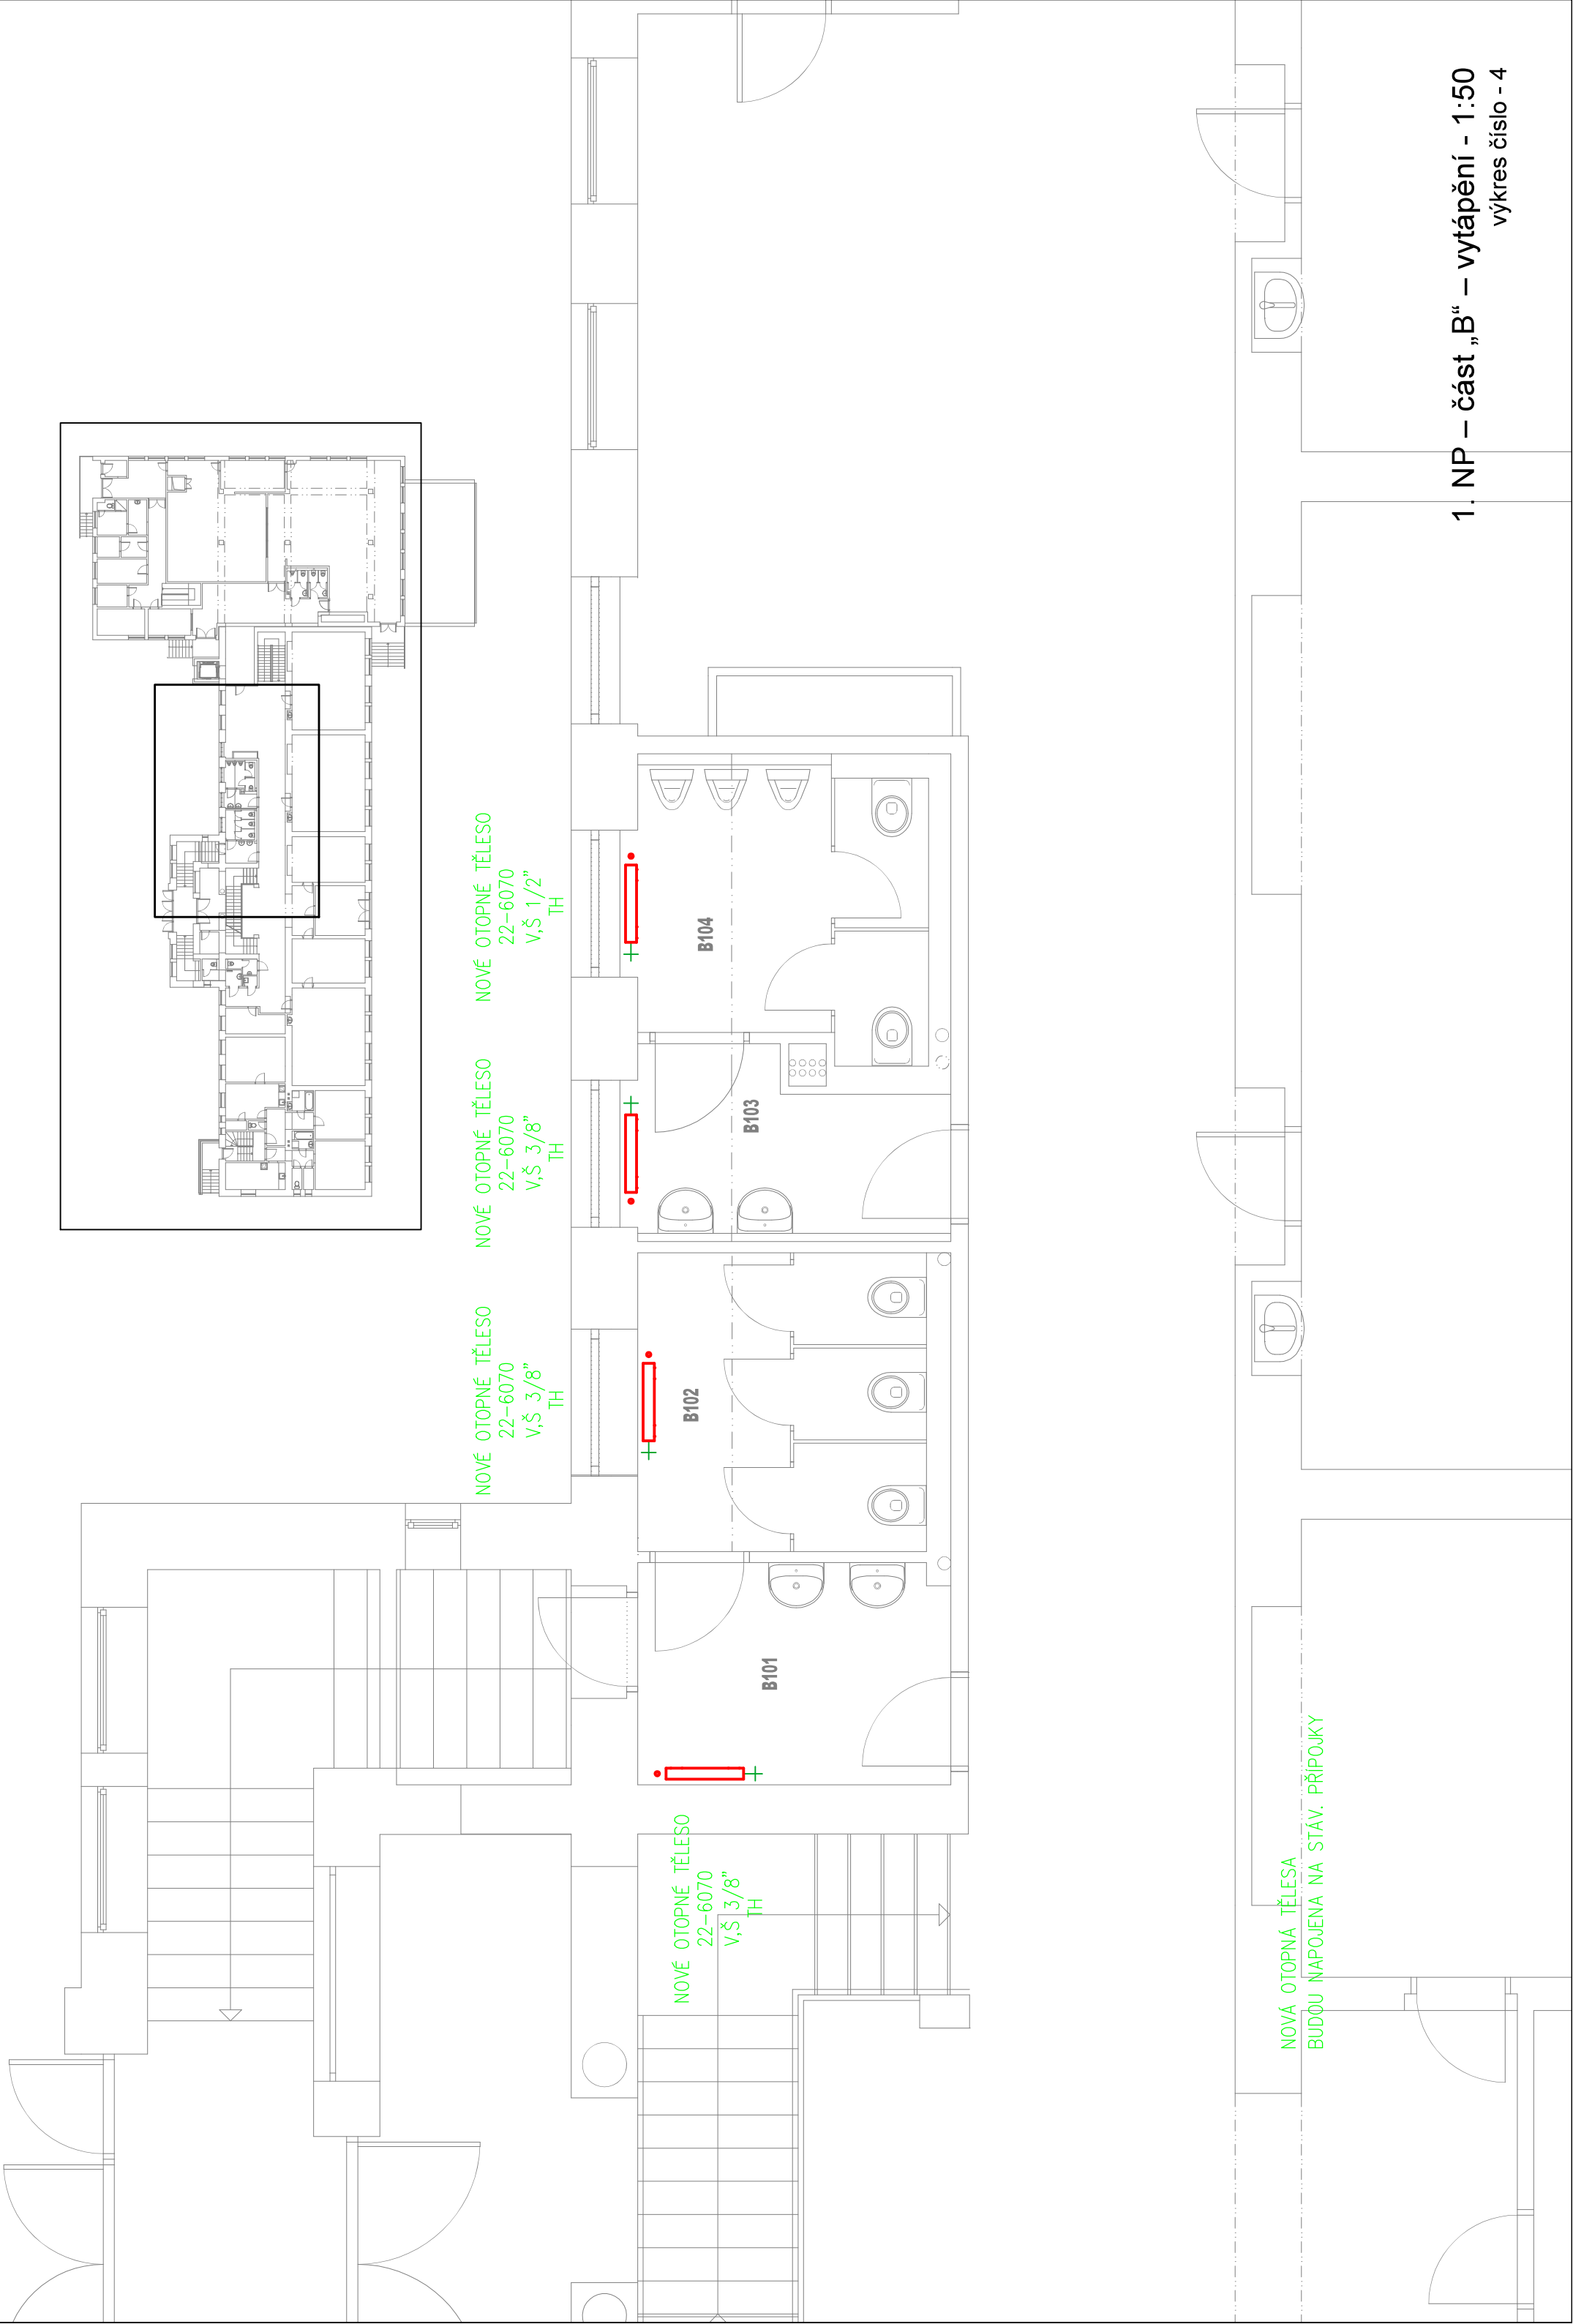 NOVÉ OTOPNÉ TĚLESO
22-6070
V,Š 3/8"
TH
NOVÉ OTOPNÉ TĚLESO
22-6070
V,Š 3/8"
TH
NOVÉ OTOPNÉ TĚLESO
22-6070
V,Š 1/2"
TH
NOVÉ OTOPNÉ TĚLESO
22-6070
V,Š 3/8"
TH
B101
B102
B103
B104
NOVÁ OTOPNÁ TĚLESA
BUDOU NAPOJENA NA STÁV. PŘÍPOJKY
1. NP – část „B“ – vytápění - 1:50
výkres číslo - 4